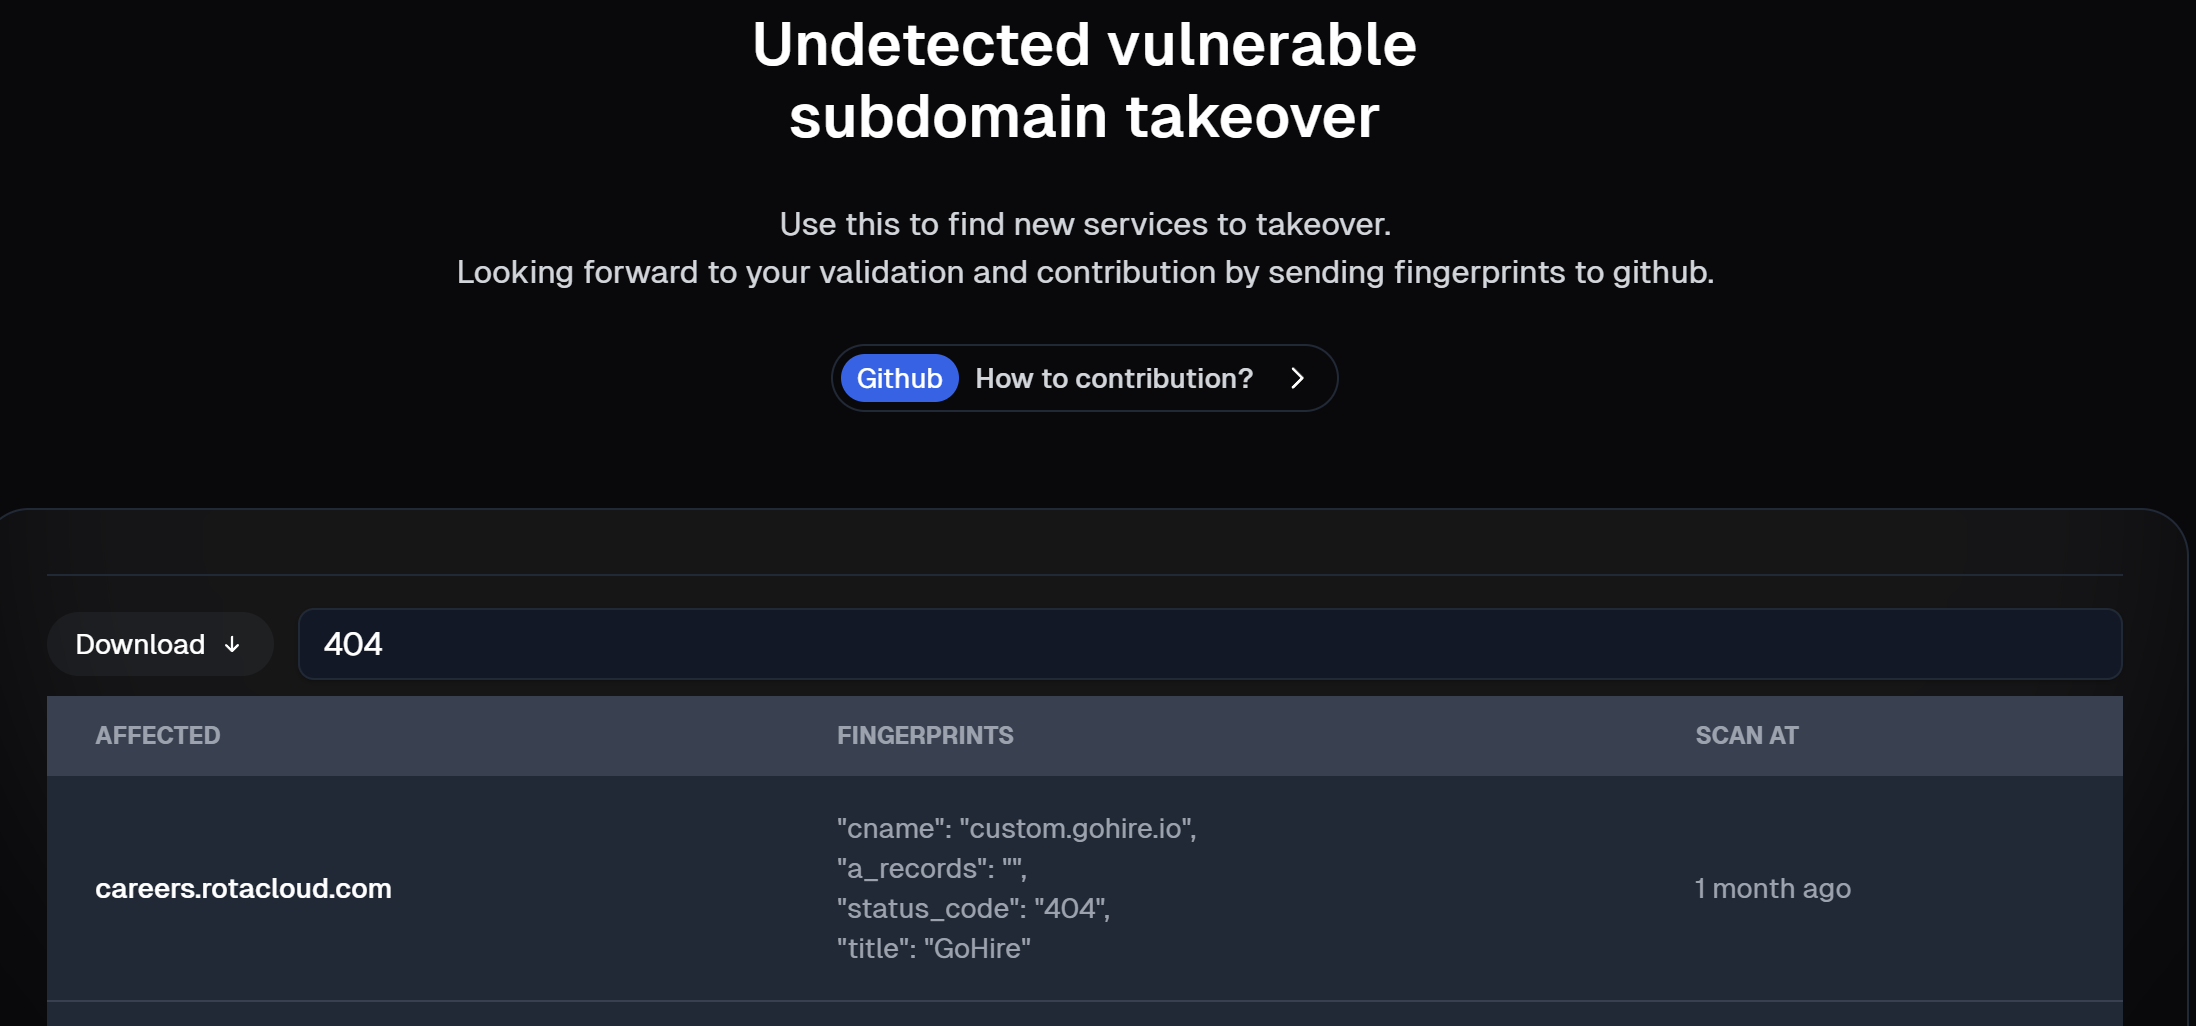 Undetected vulnerable
subdomain takeover
Use this to find new services to takeover.
Looking forward to your validation and contribution by sending fingerprints to github.
Github How to contribution?
Download ↓ 404
AFFECTED FINGERPRINTS SCAN AT
careers.rotacloud.com
"cname": "custom.gohire.io",
"a_records": "",
"status_code": "404",
"title": "GoHire"
1 month ago